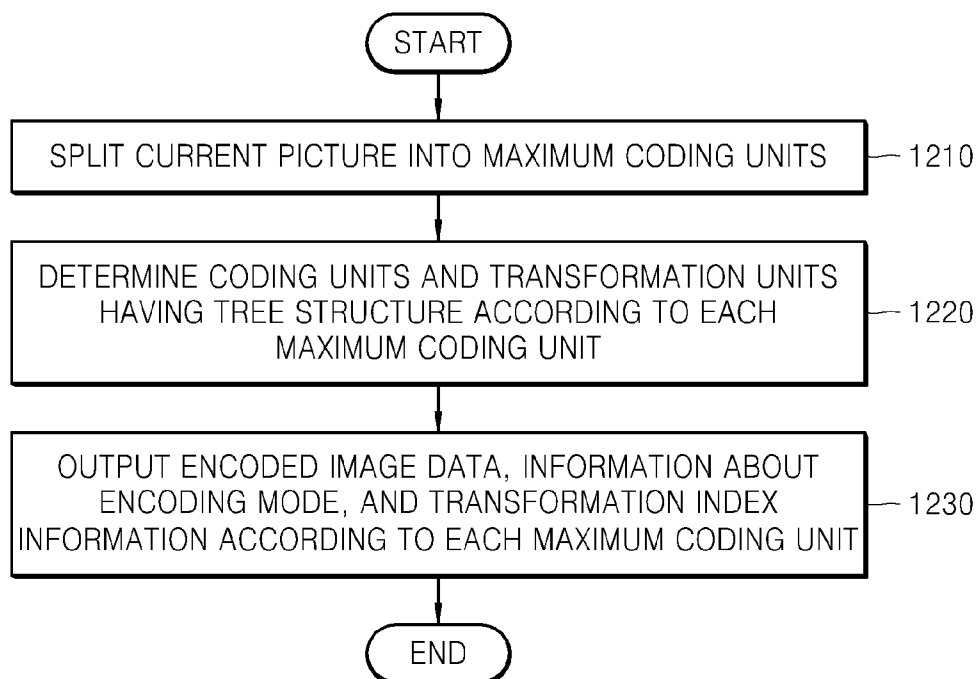 START
SPLIT CURRENT PICTURE INTO MAXIMUM CODING UNITS
1210
DETERMINE CODING UNITS AND TRANSFORMATION UNITS
HAVING TREE STRUCTURE ACCORDING TO EACH
MAXIMUM CODING UNIT
1220
OUTPUT ENCODED IMAGE DATA, INFORMATION ABOUT
ENCODING MODE, AND TRANSFORMATION INDEX
INFORMATION ACCORDING TO EACH MAXIMUM CODING UNIT
1230
END